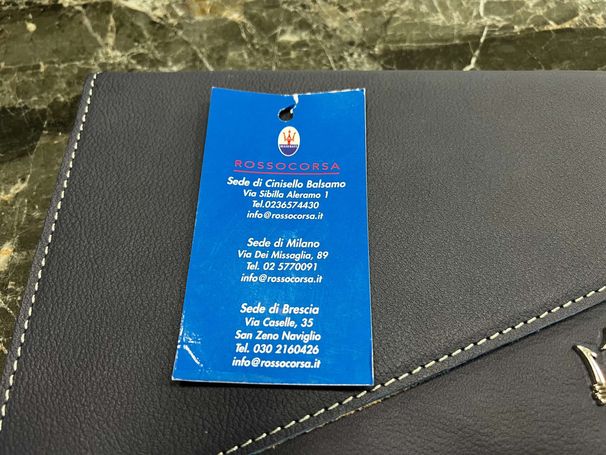 MASERATI
ROSSOCORSA
Sede di Cinisello Balsamo
Via Sibilla Aleramo 1
Tel.0236574430
info@rossocorsa.it
Sede di Milano
Via Dei Missaglia, 89
Tel. 02 5770091
info@rossocorsa.it
Sede di Brescia
Via Caselle, 35
San Zeno Naviglio
Tel. 030 2160426
info@rossocorsa.it